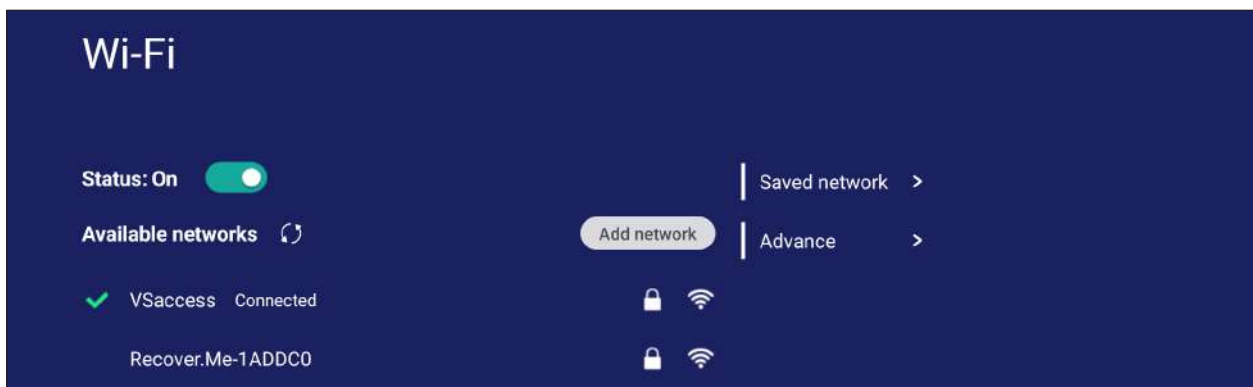 Wi-Fi
Status: On
Saved network
Available networks
Add network
Advance
VSaccess Connected
Recover.Me-1ADDC0